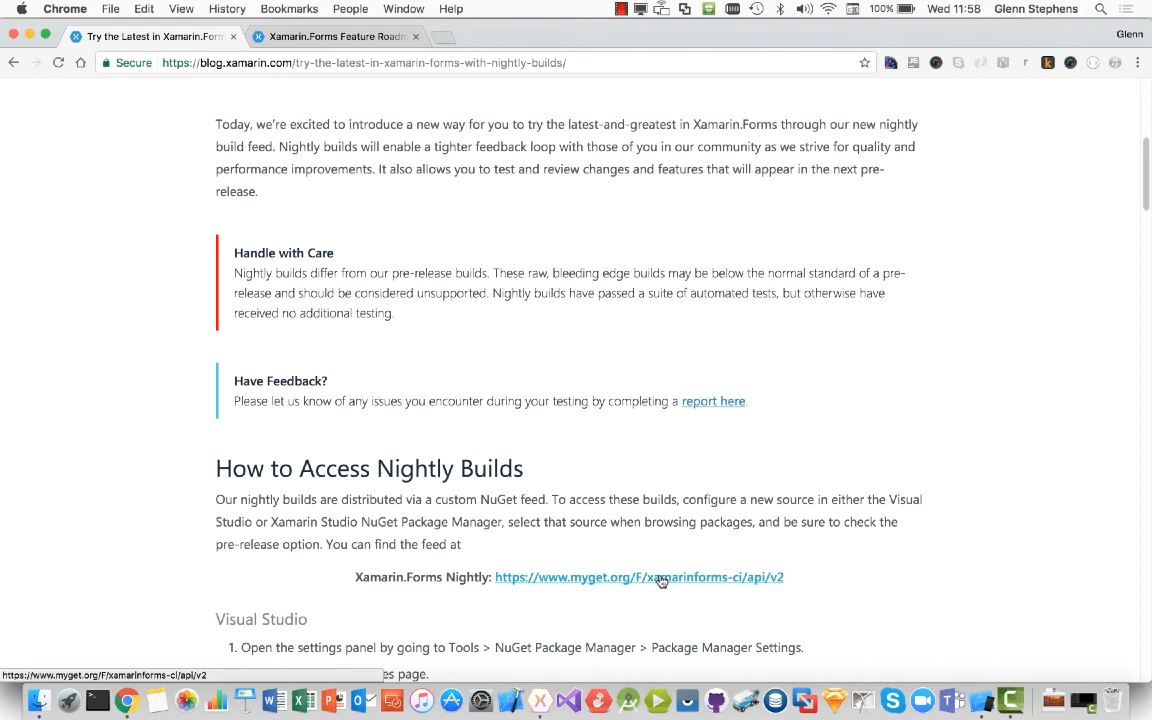 Chrome File Edit View History Bookmarks People Window Help 100% Wed 11:58 Glenn Stephens
Try the Latest in Xamarin.Form × Xamarin.Forms Feature Roadm × Glenn
Secure https://blog.xamarin.com/try-the-latest-in-xamarin-forms-with-nightly-builds/
Today, we're excited to introduce a new way for you to try the latest-and-greatest in Xamarin.Forms through our new nightly
build feed. Nightly builds will enable a tighter feedback loop with those of you in our community as we strive for quality and
performance improvements. It also allows you to test and review changes and features that will appear in the next pre-
release.
Handle with Care
Nightly builds differ from our pre-release builds. These raw, bleeding edge builds may be below the normal standard of a pre-
release and should be considered unsupported. Nightly builds have passed a suite of automated tests, but otherwise have
received no additional testing.
Have Feedback?
Please let us know of any issues you encounter during your testing by completing a report here.
How to Access Nightly Builds
Our nightly builds are distributed via a custom NuGet feed. To access these builds, configure a new source in either the Visual
Studio or Xamarin Studio NuGet Package Manager, select that source when browsing packages, and be sure to check the
pre-release option. You can find the feed at
Xamarin.Forms Nightly: https://www.myget.org/F/xamarinforms-ci/api/v2
Visual Studio
1. Open the settings panel by going to Tools > NuGet Package Manager > Package Manager Settings.
https://www.myget.org/F/xamarinforms-ci/api/v2 es page.